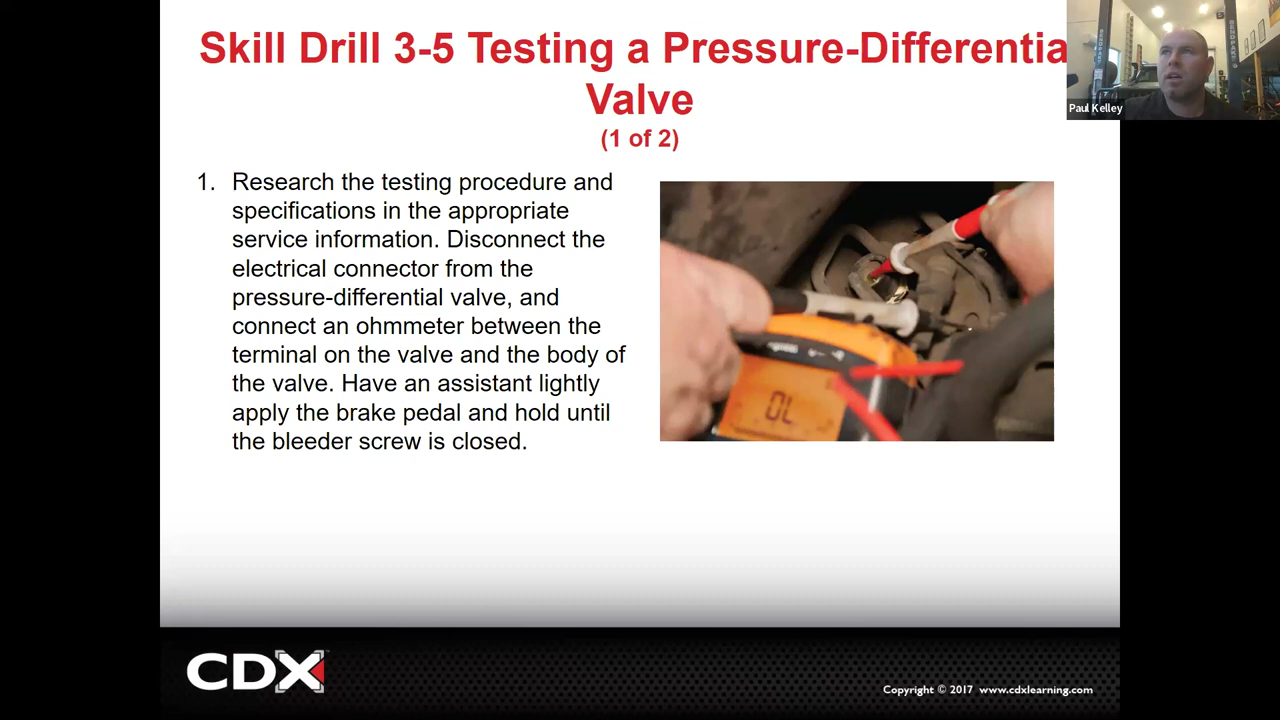 Skill Drill 3-5 Testing a Pressure-Differentia
Valve
(1 of 2)
Paul Kelley
1. Research the testing procedure and
specifications in the appropriate
service information. Disconnect the
electrical connector from the
pressure-differential valve, and
connect an ohmmeter between the
terminal on the valve and the body of
the valve. Have an assistant lightly
apply the brake pedal and hold until
the bleeder screw is closed.
OL
CDX
Copyright © 2017 www.cdxlearning.com